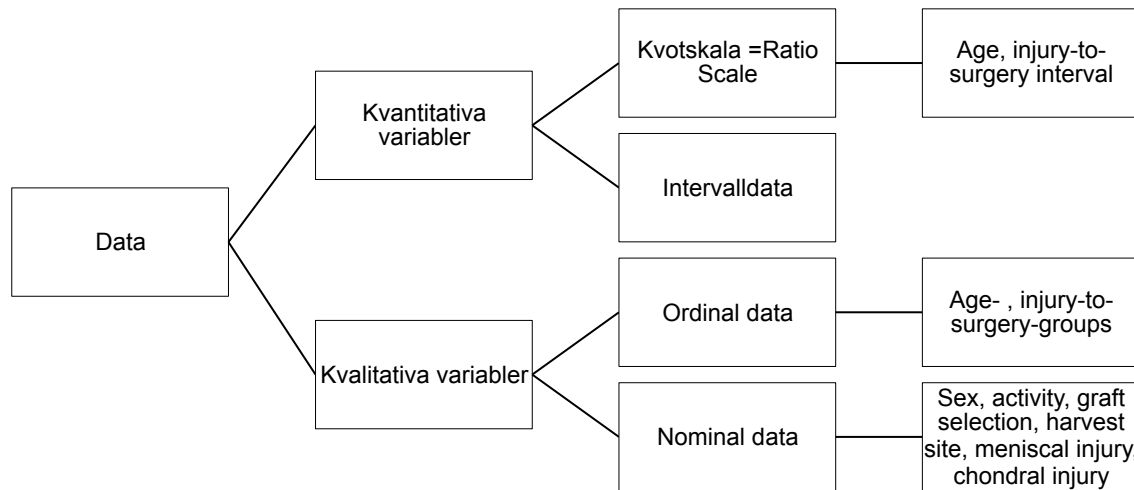 Data
Kvantitativa
variabler
Kvotskala =Ratio
Scale
Age, injury-to-
surgery interval
Intervalldata
Kvalitativa variabler
Ordinal data
Age- , injury-to-
surgery-groups
Nominal data
Sex, activity, graft
selection, harvest
site, meniscal injury,
chondral injury